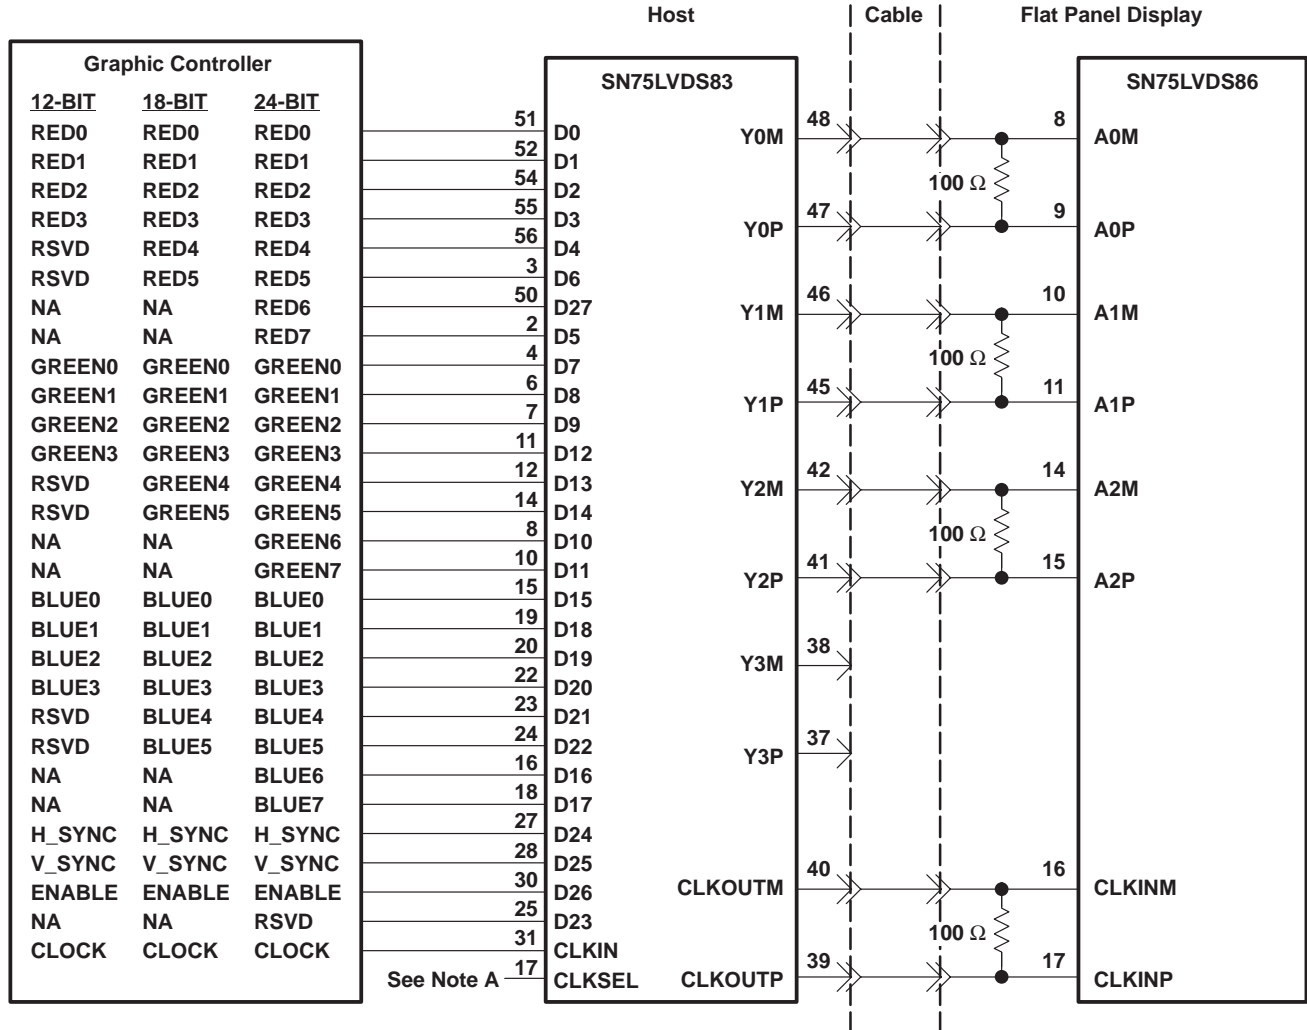 Host Cable Flat Panel Display
Graphic Controller
SN75LVDS83
SN75LVDS86
12-BIT 18-BIT 24-BIT
RED0 RED0 RED0 51 D0 Y0M 48 8 A0M
RED1 RED1 RED1 52 D1
RED2 RED2 RED2 54 D2 100 Ω
RED3 RED3 RED3 55 D3 Y0P 47 9 A0P
RSVD RED4 RED4 56 D4
RSVD RED5 RED5 3 D6
NA NA RED6 50 D27 Y1M 46 10 A1M
NA NA RED7 2 D5
GREEN0 GREEN0 GREEN0 4 D7 100 Ω
GREEN1 GREEN1 GREEN1 6 D8 Y1P 45 11 A1P
GREEN2 GREEN2 GREEN2 7 D9
GREEN3 GREEN3 GREEN3 11 D12
RSVD GREEN4 GREEN4 12 D13 Y2M 42 14 A2M
RSVD GREEN5 GREEN5 14 D14
NA NA GREEN6 8 D10 100 Ω
NA NA GREEN7 10 D11 Y2P 41 15 A2P
BLUE0 BLUE0 BLUE0 15 D15
BLUE1 BLUE1 BLUE1 19 D18
BLUE2 BLUE2 BLUE2 20 D19 Y3M 38
BLUE3 BLUE3 BLUE3 22 D20
RSVD BLUE4 BLUE4 23 D21
RSVD BLUE5 BLUE5 24 D22 Y3P 37
NA NA BLUE6 16 D16
NA NA BLUE7 18 D17
H_SYNC H_SYNC H_SYNC 27 D24
V_SYNC V_SYNC V_SYNC 28 D25
ENABLE ENABLE ENABLE 30 D26 CLKOUTM 40 16 CLKINM
NA NA RSVD 25 D23
CLOCK CLOCK CLOCK 31 CLKIN 100 Ω
See Note A 17 CLKSEL CLKOUTP 39 17 CLKINP